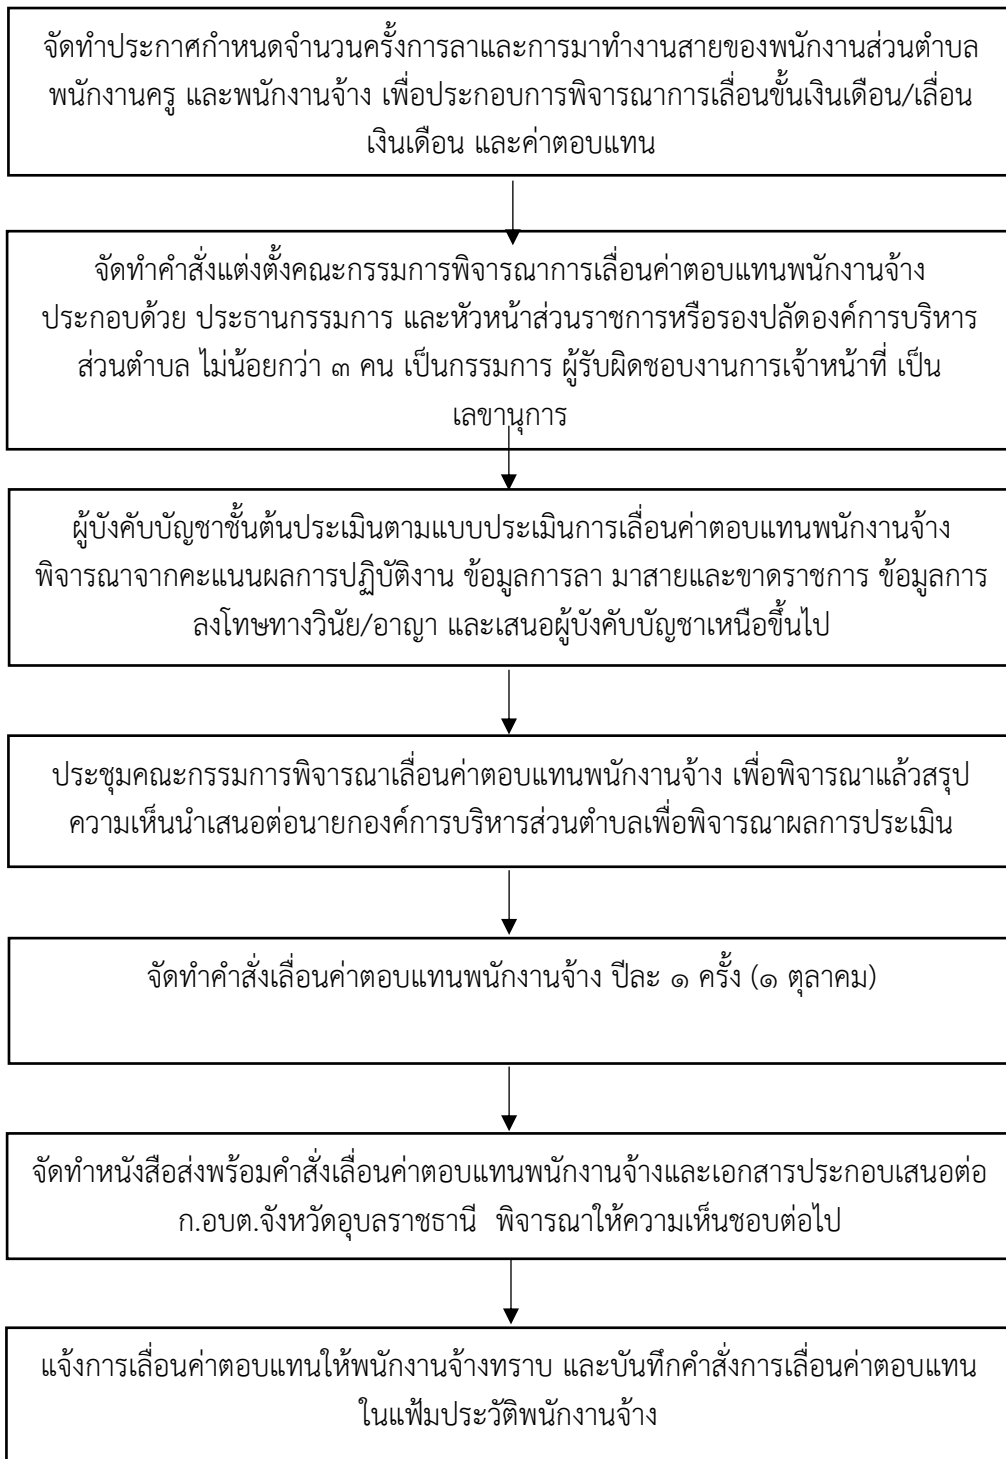 จัดทำประกาศกำหนดจำนวนครั้งการลาและการมาทำงานสายของพนักงานส่วนตำบล
พนักงานครู และพนักงานจ้าง เพื่อประกอบการพิจารณาการเลื่อนขั้นเงินเดือน/เลื่อน
เงินเดือน และค่าตอบแทน
จัดทำคำสั่งแต่งตั้งคณะกรรมการพิจารณาการเลื่อนค่าตอบแทนพนักงานจ้าง
ประกอบด้วย ประธานกรรมการ และหัวหน้าส่วนราชการหรือรองปลัดองค์การบริหาร
ส่วนตำบล ไม่น้อยกว่า ๓ คน เป็นกรรมการ ผู้รับผิดชอบงานการเจ้าหน้าที่ เป็น
เลขานุการ
ผู้บังคับบัญชาชั้นต้นประเมินตามแบบประเมินการเลื่อนค่าตอบแทนพนักงานจ้าง
พิจารณาจากคะแนนผลการปฏิบัติงาน ข้อมูลการลา มาสายและขาดราชการ ข้อมูลการ
ลงโทษทางวินัย/อาญา และเสนอผู้บังคับบัญชาเหนือขึ้นไป
ประชุมคณะกรรมการพิจารณาเลื่อนค่าตอบแทนพนักงานจ้าง เพื่อพิจารณาแล้วสรุป
ความเห็นนำเสนอต่อนายกองค์การบริหารส่วนตำบลเพื่อพิจารณาผลการประเมิน
จัดทำคำสั่งเลื่อนค่าตอบแทนพนักงานจ้าง ปีละ ๑ ครั้ง (๑ ตุลาคม)
จัดทำหนังสือส่งพร้อมคำสั่งเลื่อนค่าตอบแทนพนักงานจ้างและเอกสารประกอบเสนอต่อ
ก.อบต.จังหวัดอุบลราชธานี พิจารณาให้ความเห็นชอบต่อไป
แจ้งการเลื่อนค่าตอบแทนให้พนักงานจ้างทราบ และบันทึกคำสั่งการเลื่อนค่าตอบแทน
ในแฟ้มประวัติพนักงานจ้าง